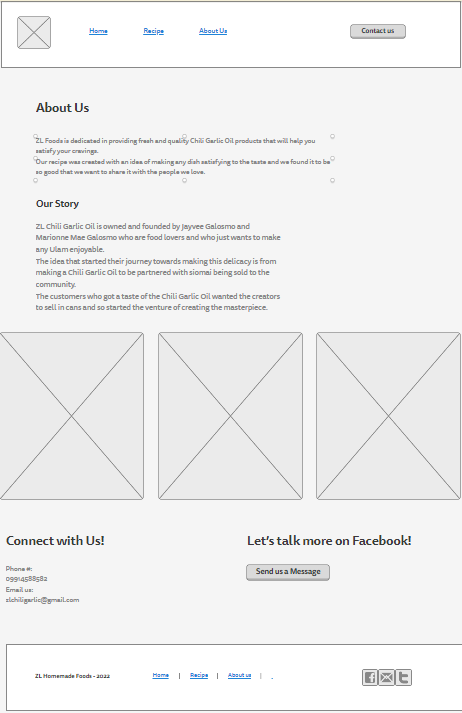 Home Recipe About Us Contact us
About Us
ZL Foods is dedicated in providing fresh and quality Chili Garlic Oil products that will help you
satisfy your cravings.
Our recipe was created with an idea of making any dish satisfying to the taste and we found it to be
so good that we want to share it with the people we love.
Our Story
ZL Chili Garlic Oil is owned and founded by Jayvee Galosmo and
Marionne Mae Galosmo who are food lovers and who just wants to make
any Ulam enjoyable.
The idea that started their journey towards making this delicacy is from
making a Chili Garlic Oil to be partnered with siomai being sold to the
community.
The customers who got a taste of the Chili Garlic Oil wanted the creators
to sell in cans and so started the venture of creating the masterpiece.
Connect with Us!
Phone #:
09914588582
Email us:
zlchiligarlic@gmail.com
Let's talk more on Facebook!
Send us a Message
ZL Homemade Foods - 2022 Home | Recipe | About us | .